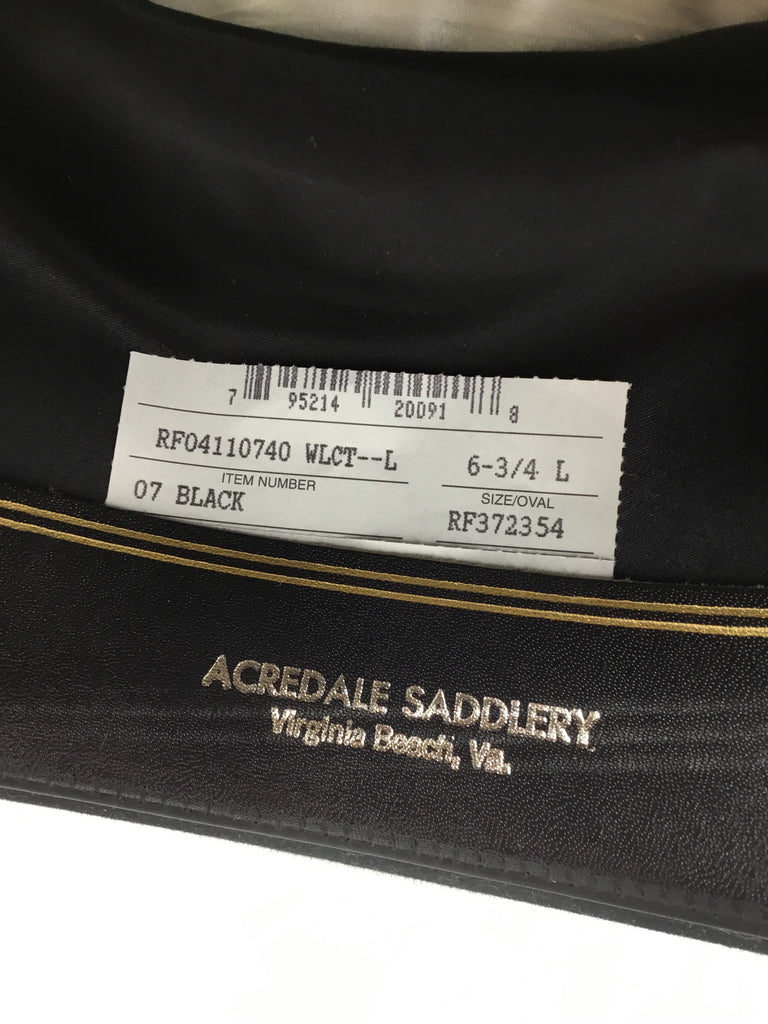 7 95214 20091 8
RF04110740 WLCT--L 6-3/4 L
ITEM NUMBER SIZE/OVAL
07 BLACK RF372354
ACREDALE SADDLERY
Virginia Beach, Va.